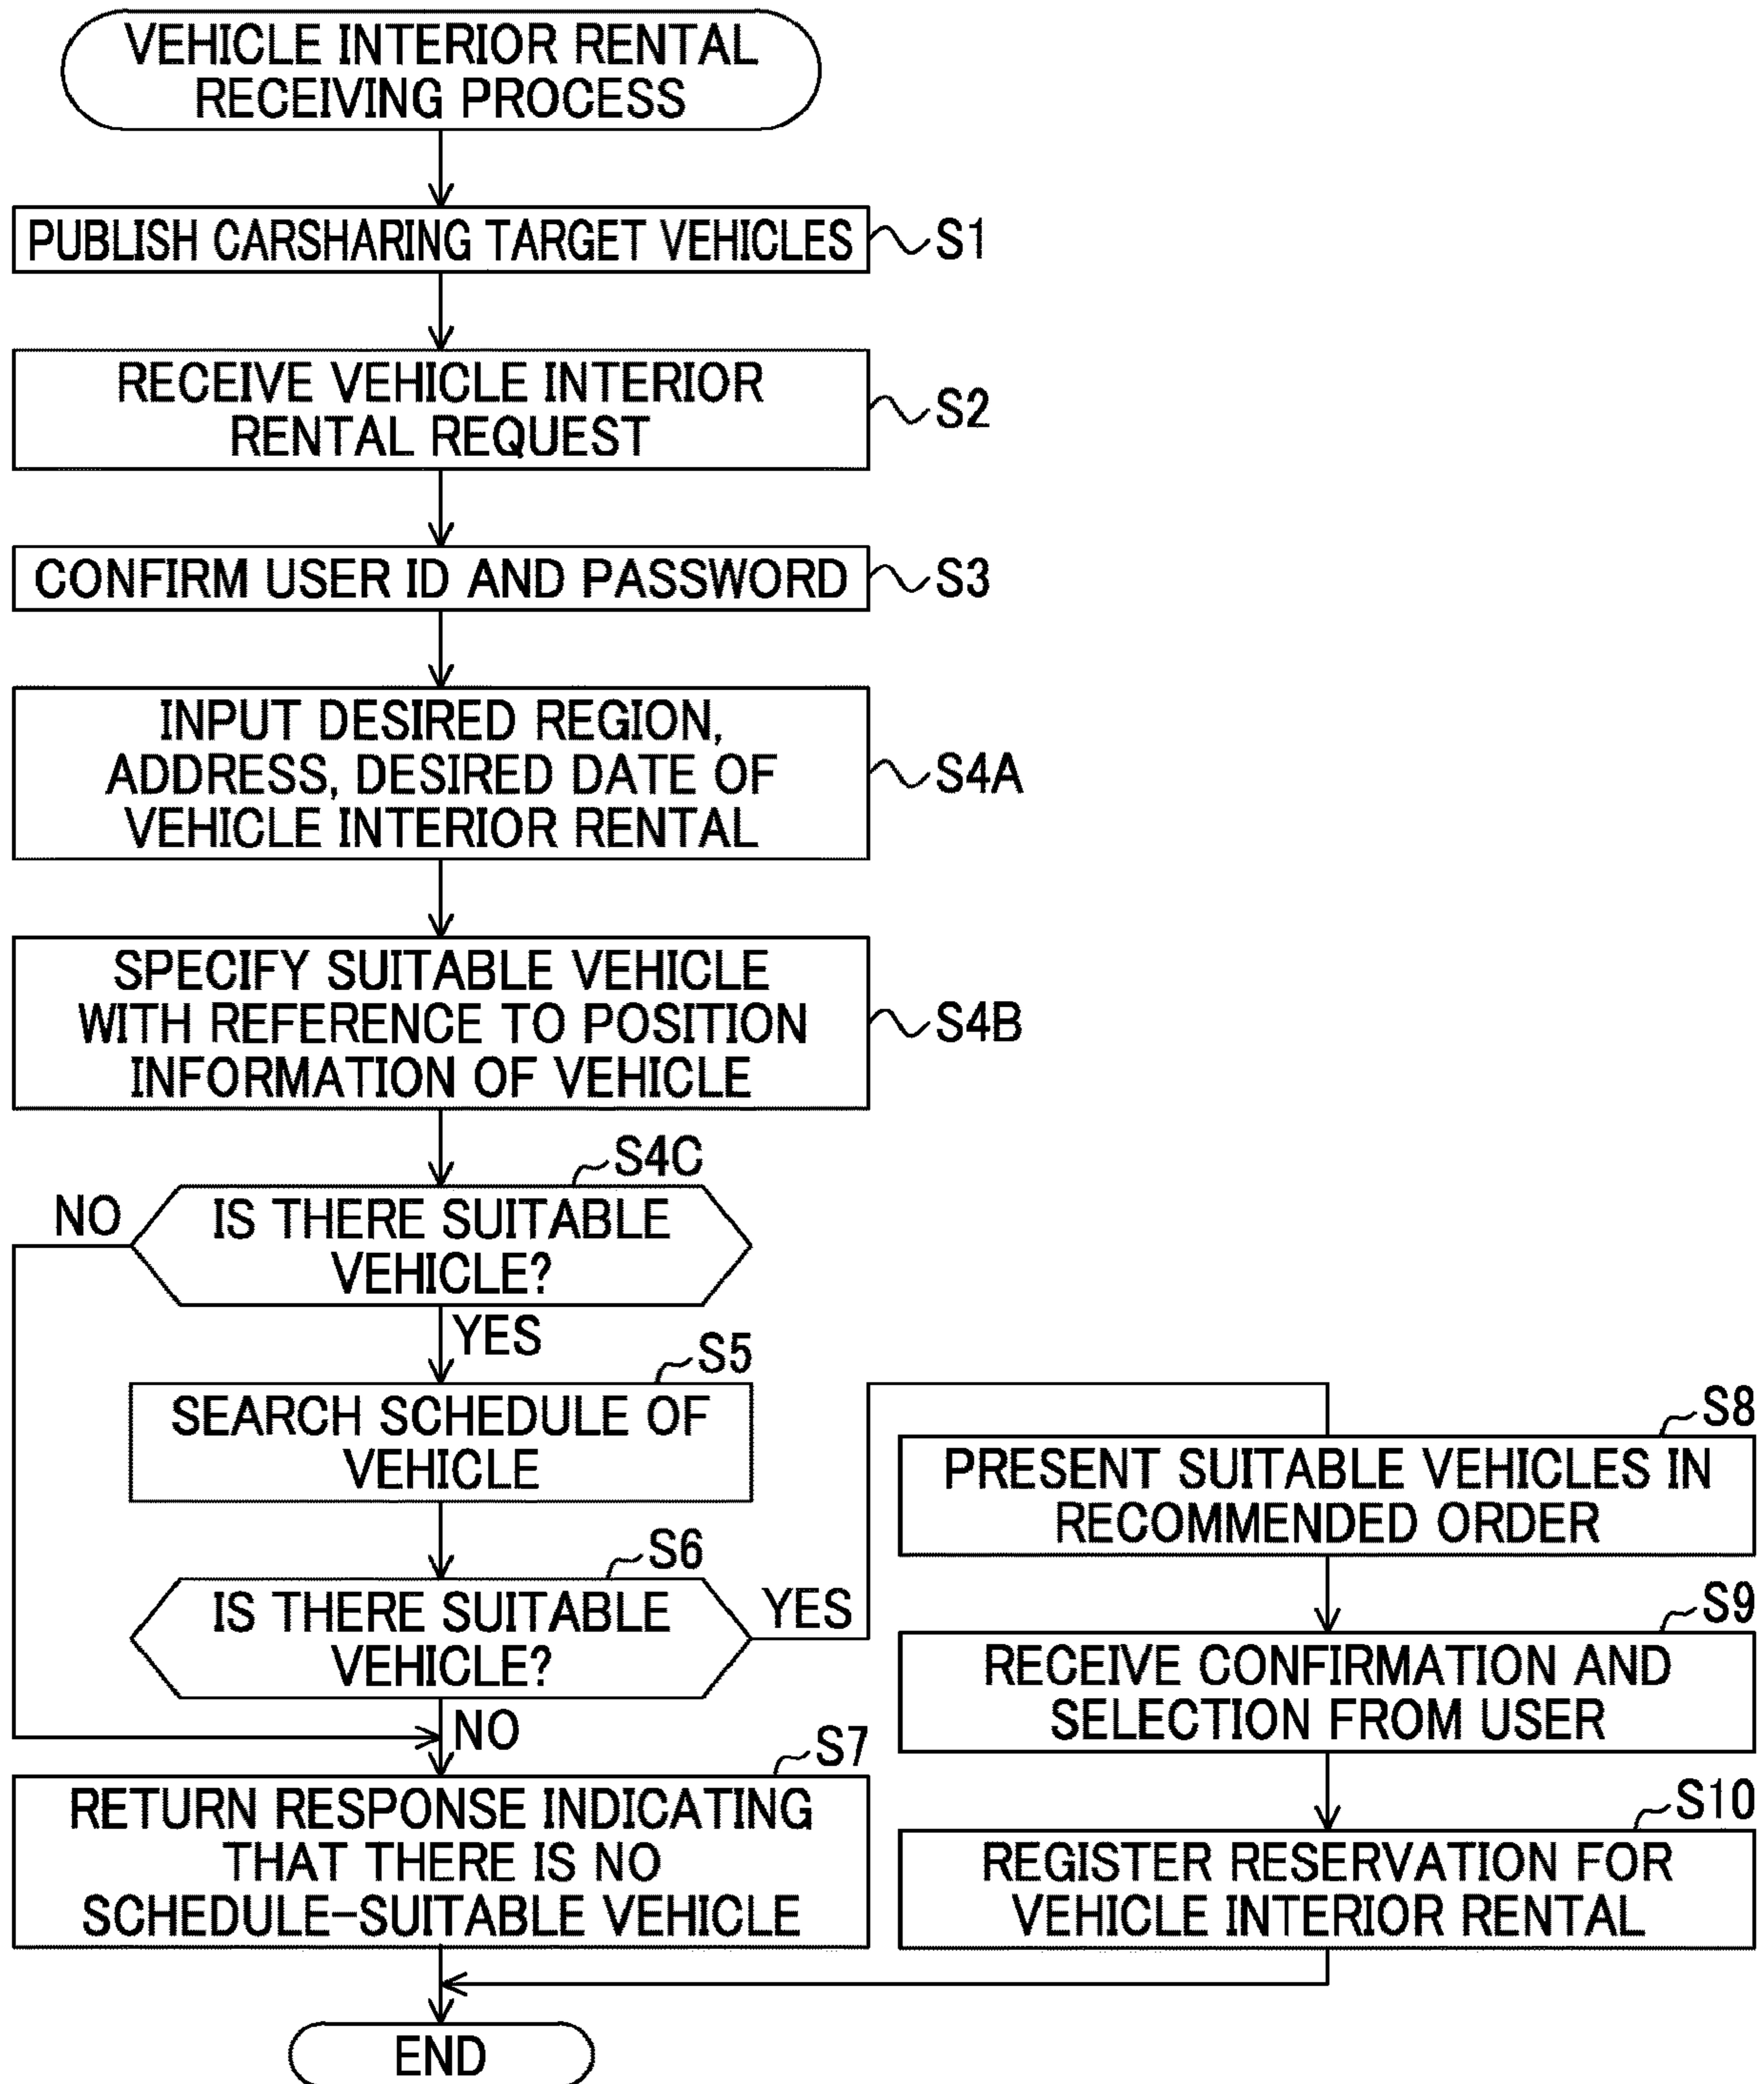 VEHICLE INTERIOR RENTAL
RECEIVING PROCESS
PUBLISH CARSHARING TARGET VEHICLES
S1
RECEIVE VEHICLE INTERIOR
RENTAL REQUEST
S2
CONFIRM USER ID AND PASSWORD
S3
INPUT DESIRED REGION,
ADDRESS, DESIRED DATE OF
VEHICLE INTERIOR RENTAL
S4A
SPECIFY SUITABLE VEHICLE
WITH REFERENCE TO POSITION
INFORMATION OF VEHICLE
S4B
S4C
NO
IS THERE SUITABLE
VEHICLE?
YES
S5
SEARCH SCHEDULE OF
VEHICLE
S6
IS THERE SUITABLE
VEHICLE?
YES
NO
S7
RETURN RESPONSE INDICATING
THAT THERE IS NO
SCHEDULE-SUITABLE VEHICLE
S8
PRESENT SUITABLE VEHICLES IN
RECOMMENDED ORDER
S9
RECEIVE CONFIRMATION AND
SELECTION FROM USER
S10
REGISTER RESERVATION FOR
VEHICLE INTERIOR RENTAL
END